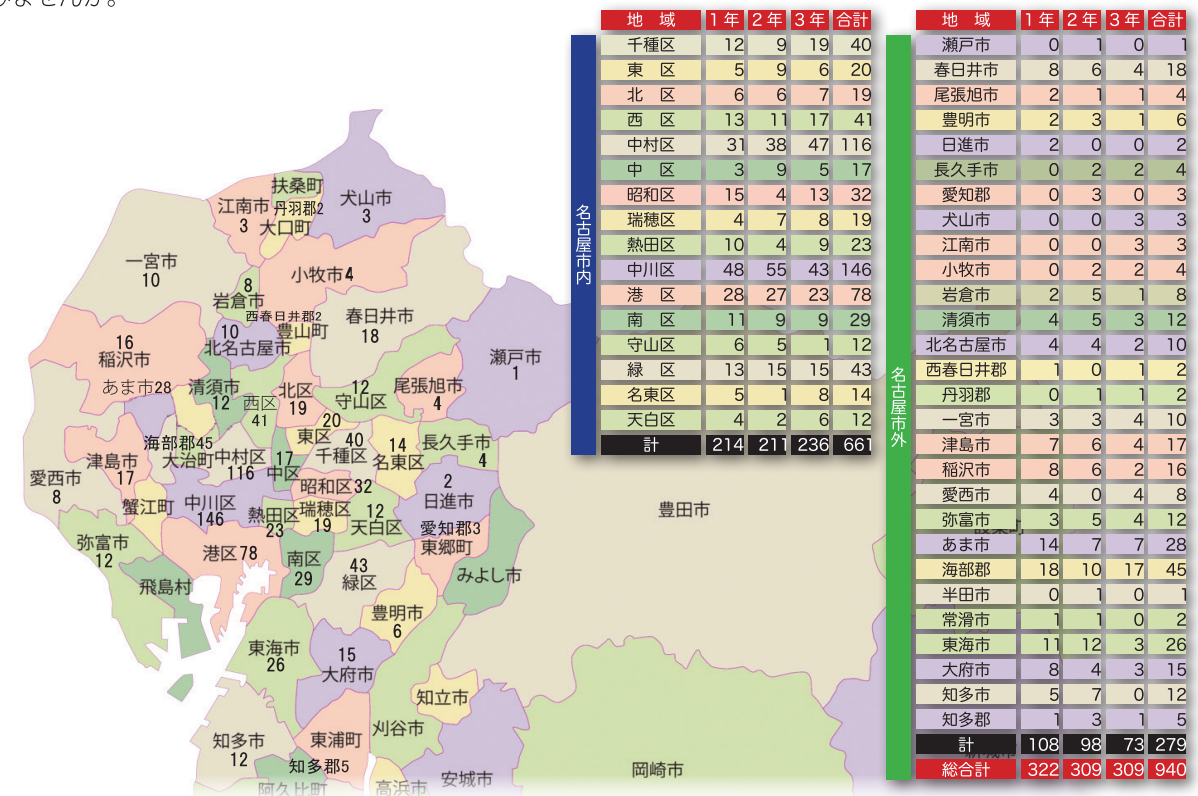 みませんか。
犬山市
3
扶桑町
丹羽郡2
大口町
江南市
3
一宮市
10
小牧市4
8
岩倉市
西春日井郡2
豊山町
春日井市
18
10
北名古屋市
16
稲沢市
瀬戸市
1
あま市28
清須市
12
西区
41
北区
19
12
守山区
尾張旭市
4
海部郡45
大治町
中村区
116
17
中区
20
東区
40
千種区
14
名東区
長久手市
4
津島市
17
愛西市
8
蟹江町
中川区
146
昭和区32
熱田区
23
瑞穂区
19
12
天白区
2
日進市
愛知郡3
東郷町
豊田市
弥富市
12
飛島村
港区78
南区
29
43
緑区
みよし市
豊明市
6
東海市
26
15
大府市
知立市
刈谷市
知多市
12
東浦町
知多郡5
阿久比町
高浜市
安城市
岡崎市
名古屋市内
地 域 1年 2年 3年 合計
千種区 12 9 19 40
東 区 5 9 6 20
北 区 6 6 7 19
西 区 13 11 17 41
中村区 31 38 47 116
中 区 3 9 5 17
昭和区 15 4 13 32
瑞穂区 4 7 8 19
熱田区 10 4 9 23
中川区 48 55 43 146
港 区 28 27 23 78
南 区 11 9 9 29
守山区 6 5 1 12
緑 区 13 15 15 43
名東区 5 1 8 14
天白区 4 2 6 12
計 214 211 236 661
名古屋市外
地 域 1年 2年 3年 合計
瀬戸市 0 1 0 1
春日井市 8 6 4 18
尾張旭市 2 1 1 4
豊明市 2 3 1 6
日進市 2 0 0 2
長久手市 0 2 2 4
愛知郡 0 3 0 3
犬山市 0 0 3 3
江南市 0 0 3 3
小牧市 0 2 2 4
岩倉市 2 5 1 8
清須市 4 5 3 12
北名古屋市 4 4 2 10
西春日井郡 1 0 1 2
丹羽郡 0 1 1 2
一宮市 3 3 4 10
津島市 7 6 4 17
稲沢市 8 6 2 16
愛西市 4 0 4 8
弥富市 3 5 4 12
あま市 14 7 7 28
海部郡 18 10 17 45
半田市 0 1 0 1
常滑市 1 1 0 2
東海市 11 12 3 26
大府市 8 4 3 15
知多市 5 7 0 12
知多郡 1 3 1 5
計 108 98 73 279
総合計 322 309 309 940